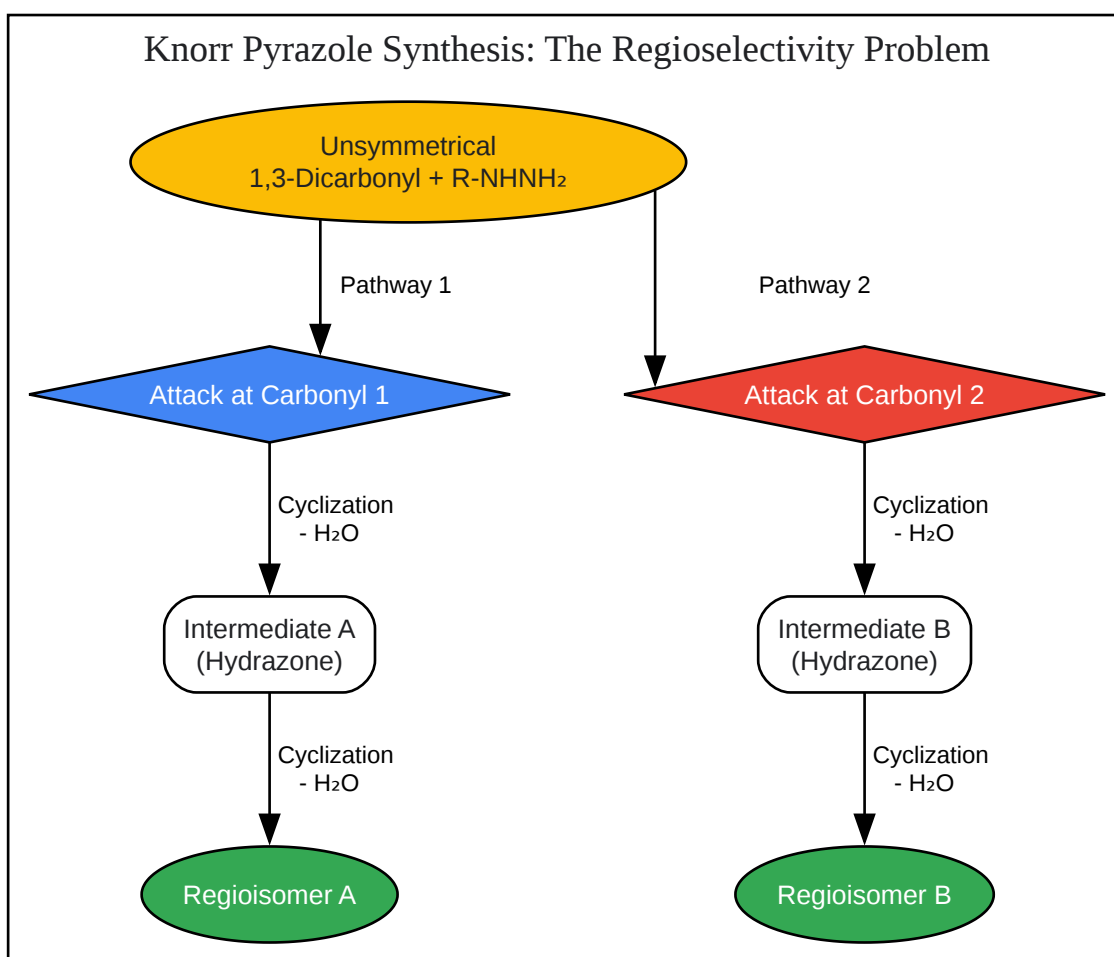 Knorr Pyrazole Synthesis: The Regioselectivity Problem
Unsymmetrical
1,3-Dicarbonyl + R-NHNH₂
Pathway 1
Pathway 2
Attack at Carbonyl 1
Attack at Carbonyl 2
Cyclization
- H₂O
Cyclization
- H₂O
Intermediate A
(Hydrazone)
Intermediate B
(Hydrazone)
Cyclization
- H₂O
Cyclization
- H₂O
Regioisomer A
Regioisomer B